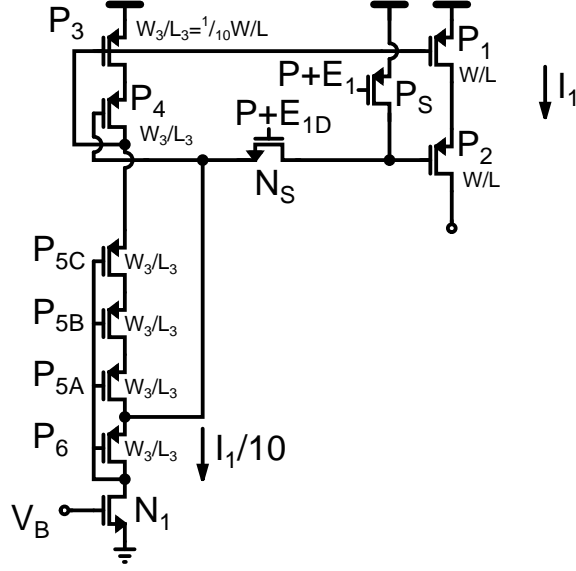 P3
W3/L3=1/10W/L
P1
W/L
I1
P+E1
PS
P4
W3/L3
P+E1D
P2
W/L
NS
P5C
W3/L3
P5B
W3/L3
P5A
W3/L3
P6
W3/L3
I1/10
VB
N1